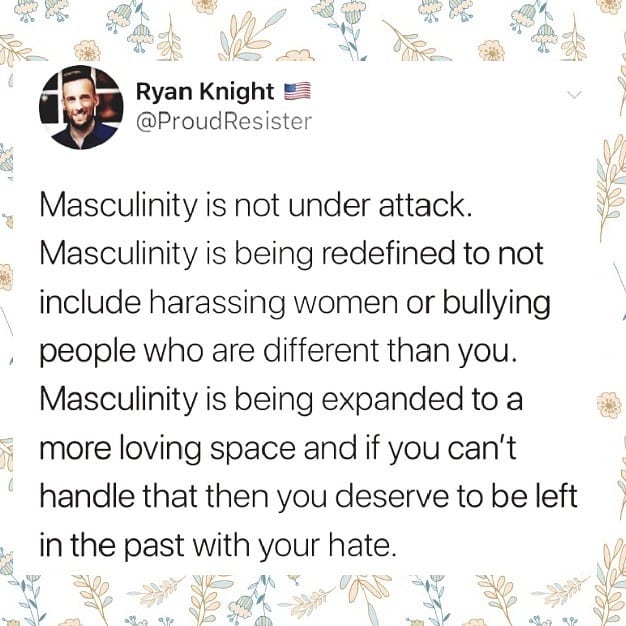 Ryan Knight 🇺🇸
@ProudResister
Masculinity is not under attack.
Masculinity is being redefined to not
include harassing women or bullying
people who are different than you.
Masculinity is being expanded to a
more loving space and if you can't
handle that then you deserve to be left
in the past with your hate.